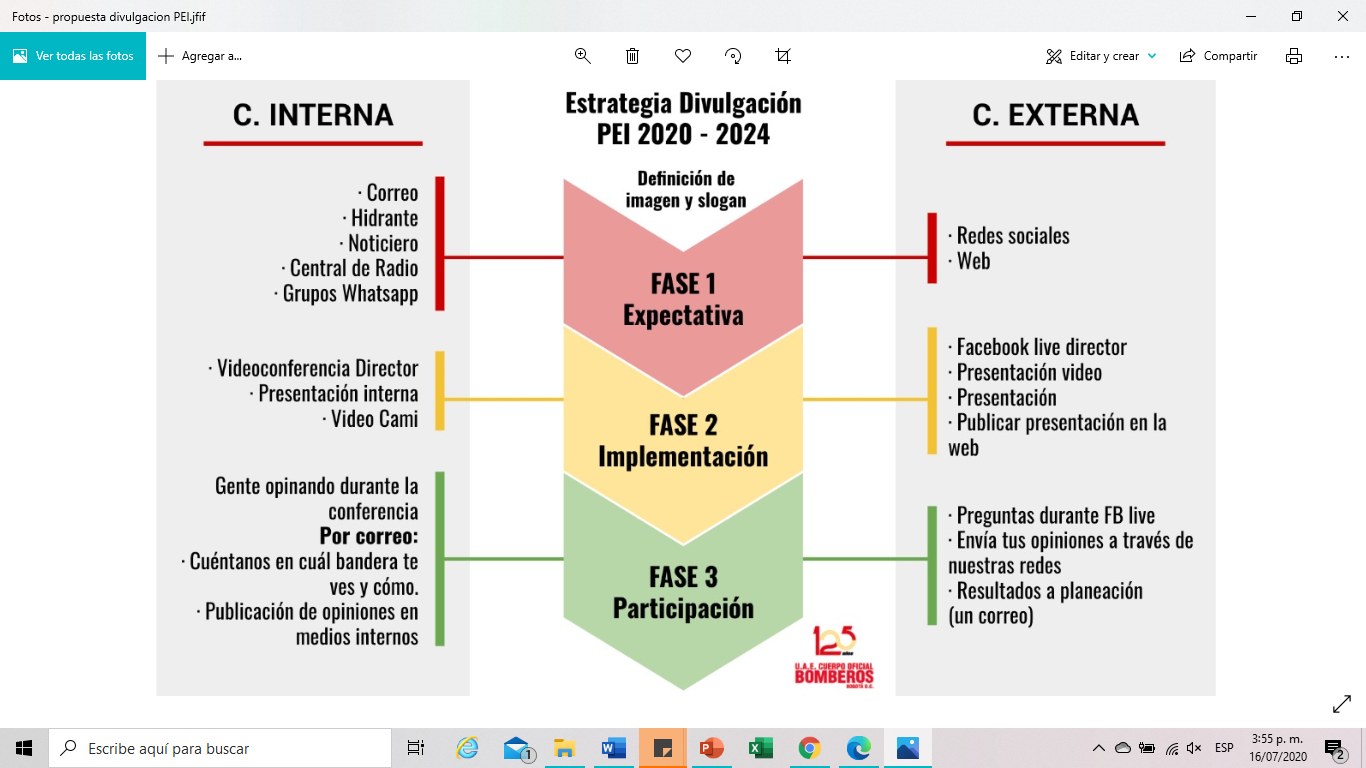 Fotos - propuesta divulgacion PEI.jfif
Ver todas las fotos
Agregar a...
Editar y crear
Compartir
C. INTERNA
· Correo
· Hidrante
· Noticiero
· Central de Radio
· Grupos Whatsapp
· Videoconferencia Director
· Presentación interna
· Video Cami
Gente opinando durante la
conferencia
Por correo:
· Cuéntanos en cuál bandera te
ves y cómo.
· Publicación de opiniones en
medios internos
Estrategia Divulgación
PEI 2020 - 2024
Definición de
imagen y slogan
FASE 1
Expectativa
FASE 2
Implementación
FASE 3
Participación
125
años
U.A.E. CUERPO OFICIAL
BOMBEROS
BOGOTÁ D.C.
C. EXTERNA
· Redes sociales
· Web
· Facebook live director
· Presentación video
· Presentación
· Publicar presentación en la
web
· Preguntas durante FB live
· Envía tus opiniones a través de
nuestras redes
· Resultados a planeación
(un correo)
Escribe aquí para buscar
1
ESP
3:55 p. m.
16/07/2020
2